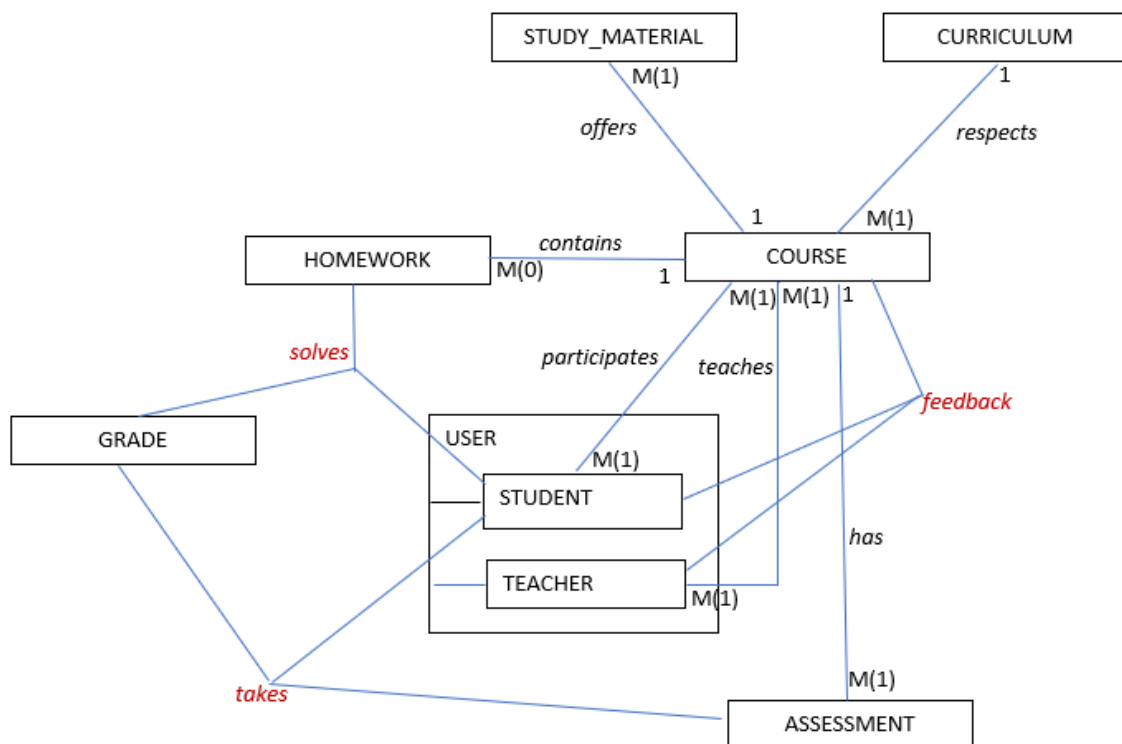 STUDY_MATERIAL
CURRICULUM
M(1)
1
offers
respects
1
M(1)
HOMEWORK
contains
COURSE
M(0)
1
M(1)
M(1)
1
solves
participates
teaches
feedback
GRADE
USER
M(1)
STUDENT
has
TEACHER
M(1)
takes
M(1)
ASSESSMENT